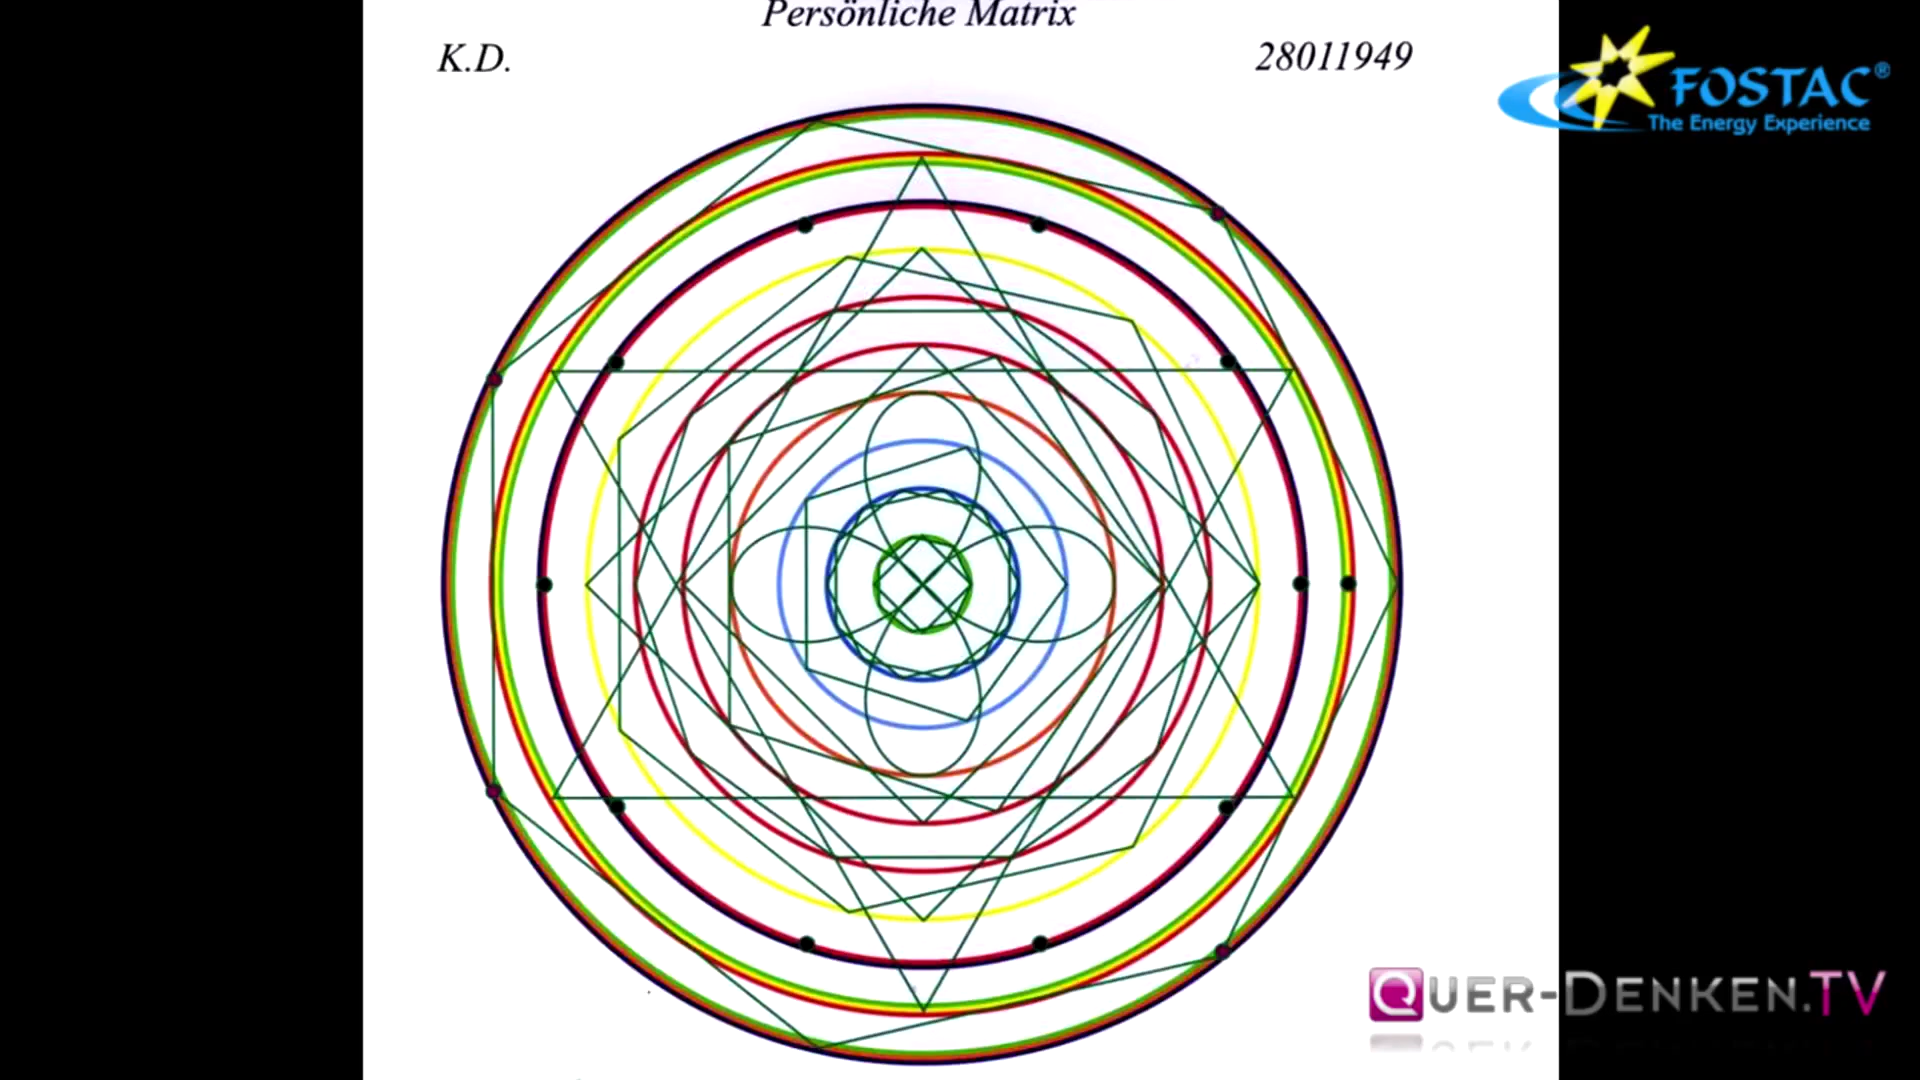 Persönliche Matrix
K.D.
28011949
FOSTAC®
The Energy Experience
QUER-DENKEN.TV